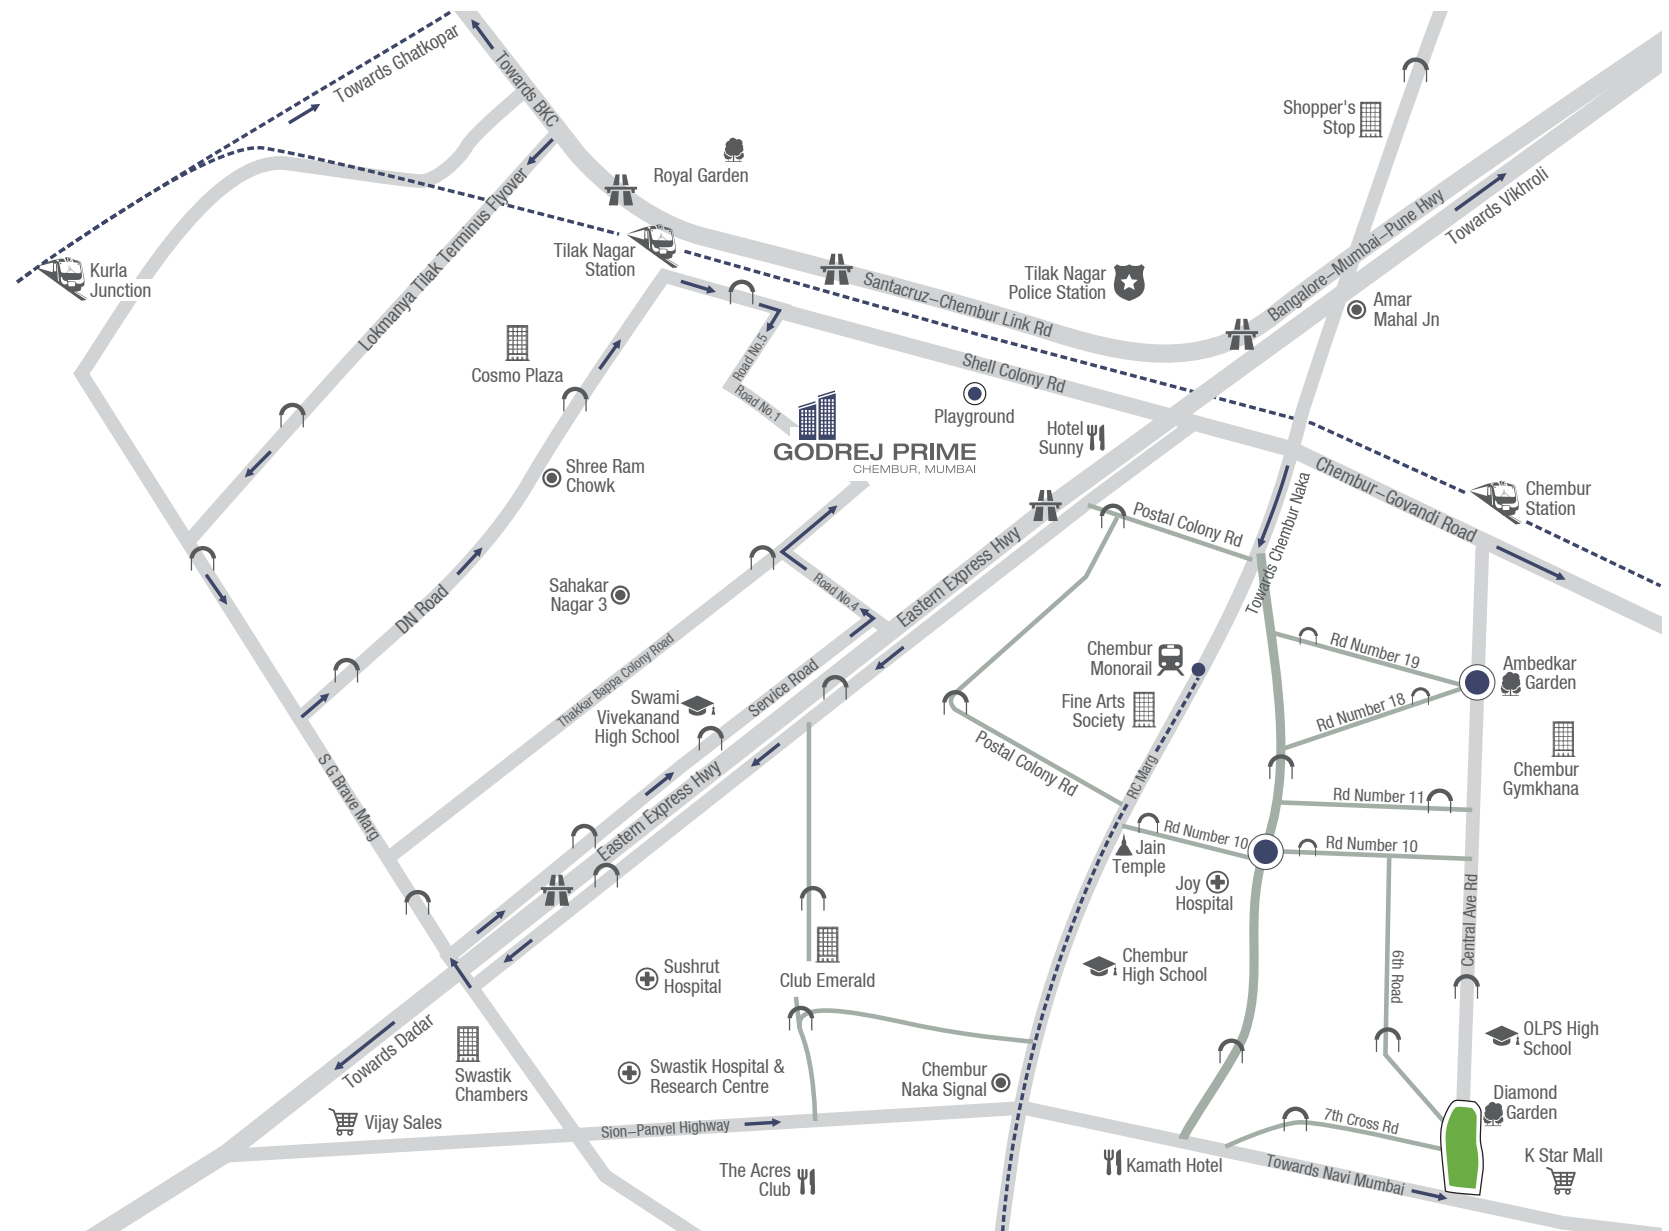 Towards Ghatkopar
Towards BKC
Shopper's
Stop
Royal Garden
Lokmanya Tilak Terminus Flyover
Bangalore–Mumbai–Pune Hwy
Towards Vikhroli
Kurla
Junction
Tilak Nagar
Station
Santacruz–Chembur Link Rd
Tilak Nagar
Police Station
Amar
Mahal Jn
Cosmo Plaza
Road No.5
Road No.1
Shell Colony Rd
Playground
Hotel
Sunny
GODREJ PRIME
CHEMBUR, MUMBAI
Shree Ram
Chowk
Chembur–Govandi Road
Chembur
Station
Postal Colony Rd
Towards Chembur Naka
Eastern Express Hwy
Sahakar
Nagar 3
DN Road
Road No.4
Thakkar Bappa Colony Road
Service Road
Swami
Vivekanand
High School
Chembur
Monorail
Fine Arts
Society
Rd Number 19
Rd Number 18
Ambedkar
Garden
Chembur
Gymkhana
Postal Colony Rd
RC Marg
S G Brave Marg
Eastern Express Hwy
Rd Number 11
Rd Number 10
Rd Number 10
Jain
Temple
Joy
Hospital
Central Ave Rd
6th Road
Sushrut
Hospital
Club Emerald
Chembur
High School
Towards Dadar
Swastik
Chambers
Swastik Hospital &
Research Centre
Chembur
Naka Signal
OLPS High
School
Diamond
Garden
Vijay Sales
Sion–Panvel Highway
7th Cross Rd
The Acres
Club
Kamath Hotel
Towards Navi Mumbai
K Star Mall